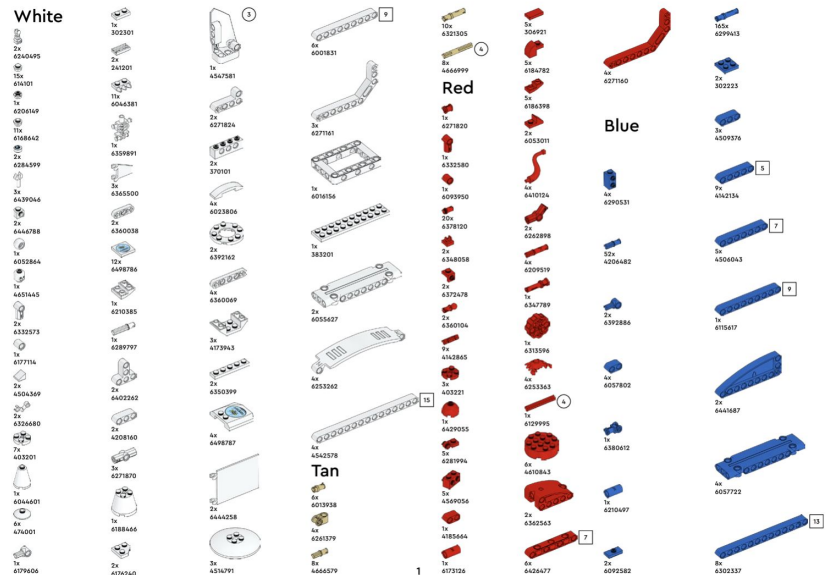 White
2x
6240495
15x
614101
1x
6206149
11x
6168642
2x
6284599
3x
6439046
2x
6446788
1x
6052864
1x
4651445
2x
6332573
1x
6177114
2x
4504369
2x
6326680
7x
403201
1x
6044601
6x
474001
1x
6179606
1x
302301
2x
241201
11x
6046381
1x
6359891
3x
6365500
2x
6360038
12x
6498786
1x
6210385
1x
6289797
2x
6402262
2x
4208160
3x
6271870
1x
6188466
2x
6176240
3
1x
4547581
2x
6271824
2x
370101
4x
6023806
2x
6392162
4x
6360069
3x
4173943
2x
6350399
4x
6498787
2x
6444258
3x
4514791
9
6x
6001831
3x
6271161
1x
6016156
1x
383201
2x
6055627
4x
6253262
15
4x
4542578
Tan
6x
6013938
4x
6261379
8x
4666579
10x
6321305
4
8x
4666999
Red
1x
6271820
1x
6332580
1x
6093950
20x
6378120
2x
6348058
2x
6372478
2x
6360104
9x
4142865
3x
403221
1x
6429055
5x
6281994
5x
4569056
1x
4185664
1x
6173126
5x
306921
5x
6184782
5x
6186398
2x
6053011
4x
6410124
2x
6262898
4x
6209519
1x
6347789
1x
6313596
4x
6253363
4
1x
6129995
6x
4610843
2x
6362563
7
6x
6426477
4x
6271160
Blue
4x
6290531
52x
4206482
2x
6392886
4x
6057802
1x
6380612
1x
6210497
2x
6092582
165x
6299413
2x
302223
3x
4509376
5
9x
4142134
7
5x
4506043
9
1x
6115617
2x
6441687
4x
6057722
13
8x
6302337
1